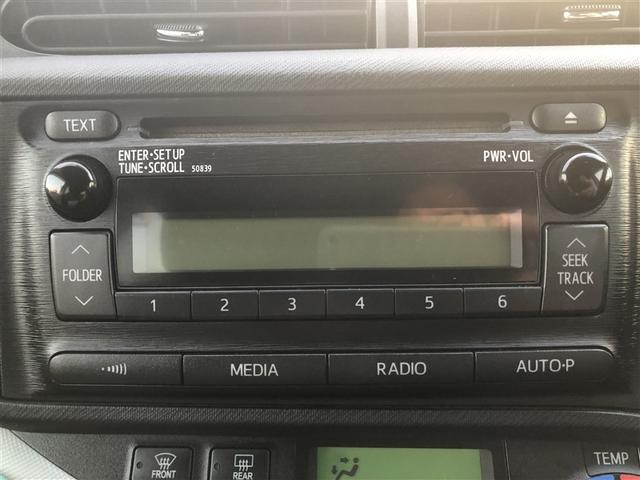 TEXT
ENTER•SETUP
TUNE•SCROLL 50839
PWR•VOL
FOLDER
SEEK
TRACK
1 2 3 4 5 6
MEDIA RADIO AUTO•P
FRONT REAR TEMP